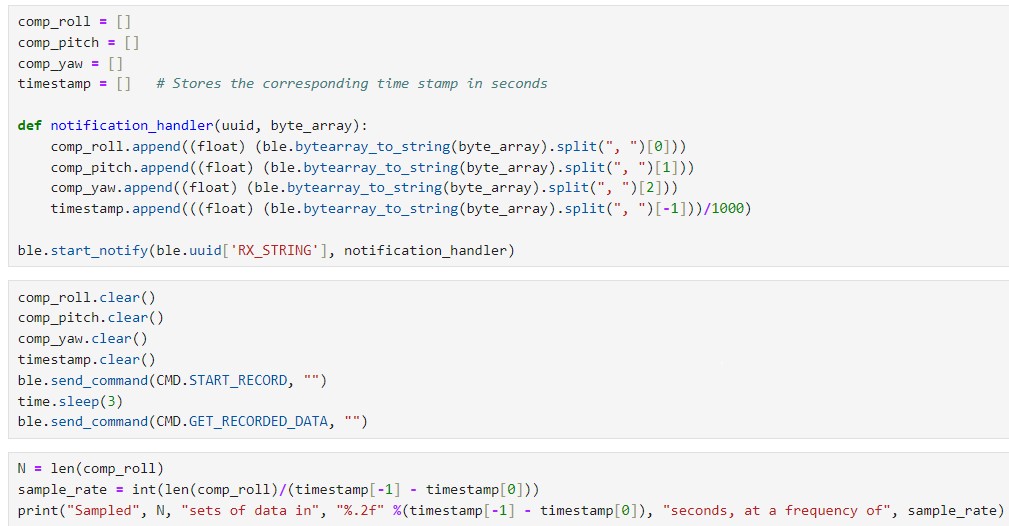 comp_roll = []
comp_pitch = []
comp_yaw = []
timestamp = []   # Stores the corresponding time stamp in seconds

def notification_handler(uuid, byte_array):
    comp_roll.append((float) (ble.bytearray_to_string(byte_array).split(", ")[0]))
    comp_pitch.append((float) (ble.bytearray_to_string(byte_array).split(", ")[1]))
    comp_yaw.append((float) (ble.bytearray_to_string(byte_array).split(", ")[2]))
    timestamp.append(((float) (ble.bytearray_to_string(byte_array).split(", ")[-1]))/1000)

ble.start_notify(ble.uuid['RX_STRING'], notification_handler)

comp_roll.clear()
comp_pitch.clear()
comp_yaw.clear()
timestamp.clear()
ble.send_command(CMD.START_RECORD, "")
time.sleep(3)
ble.send_command(CMD.GET_RECORDED_DATA, "")

N = len(comp_roll)
sample_rate = int(len(comp_roll)/(timestamp[-1] - timestamp[0]))
print("Sampled", N, "sets of data in", "%.2f" %(timestamp[-1] - timestamp[0]), "seconds, at a frequency of", sample_rate)